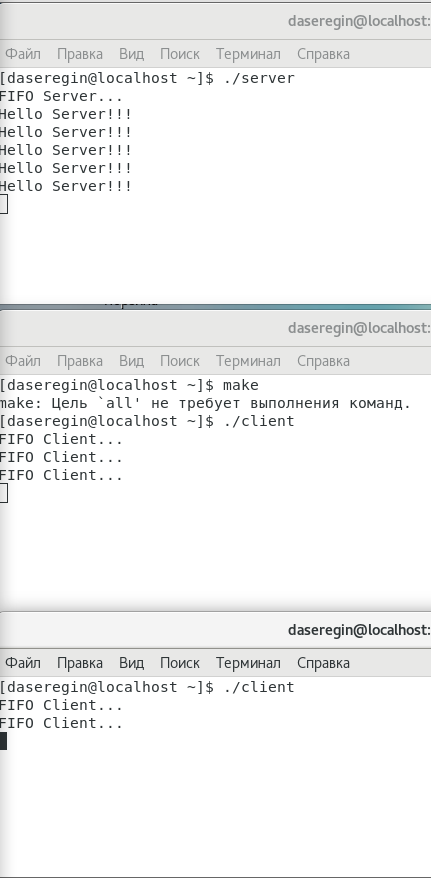 daseregin@localhost:
Файл Правка Вид Поиск Терминал Справка
[daseregin@localhost ~]$ ./server
FIFO Server...
Hello Server!!!
Hello Server!!!
Hello Server!!!
Hello Server!!!
Hello Server!!!
daseregin@localhost:
Файл Правка Вид Поиск Терминал Справка
[daseregin@localhost ~]$ make
make: Цель `all' не требует выполнения команд.
[daseregin@localhost ~]$ ./client
FIFO Client...
FIFO Client...
FIFO Client...
daseregin@localhost:
Файл Правка Вид Поиск Терминал Справка
[daseregin@localhost ~]$ ./client
FIFO Client...
FIFO Client...